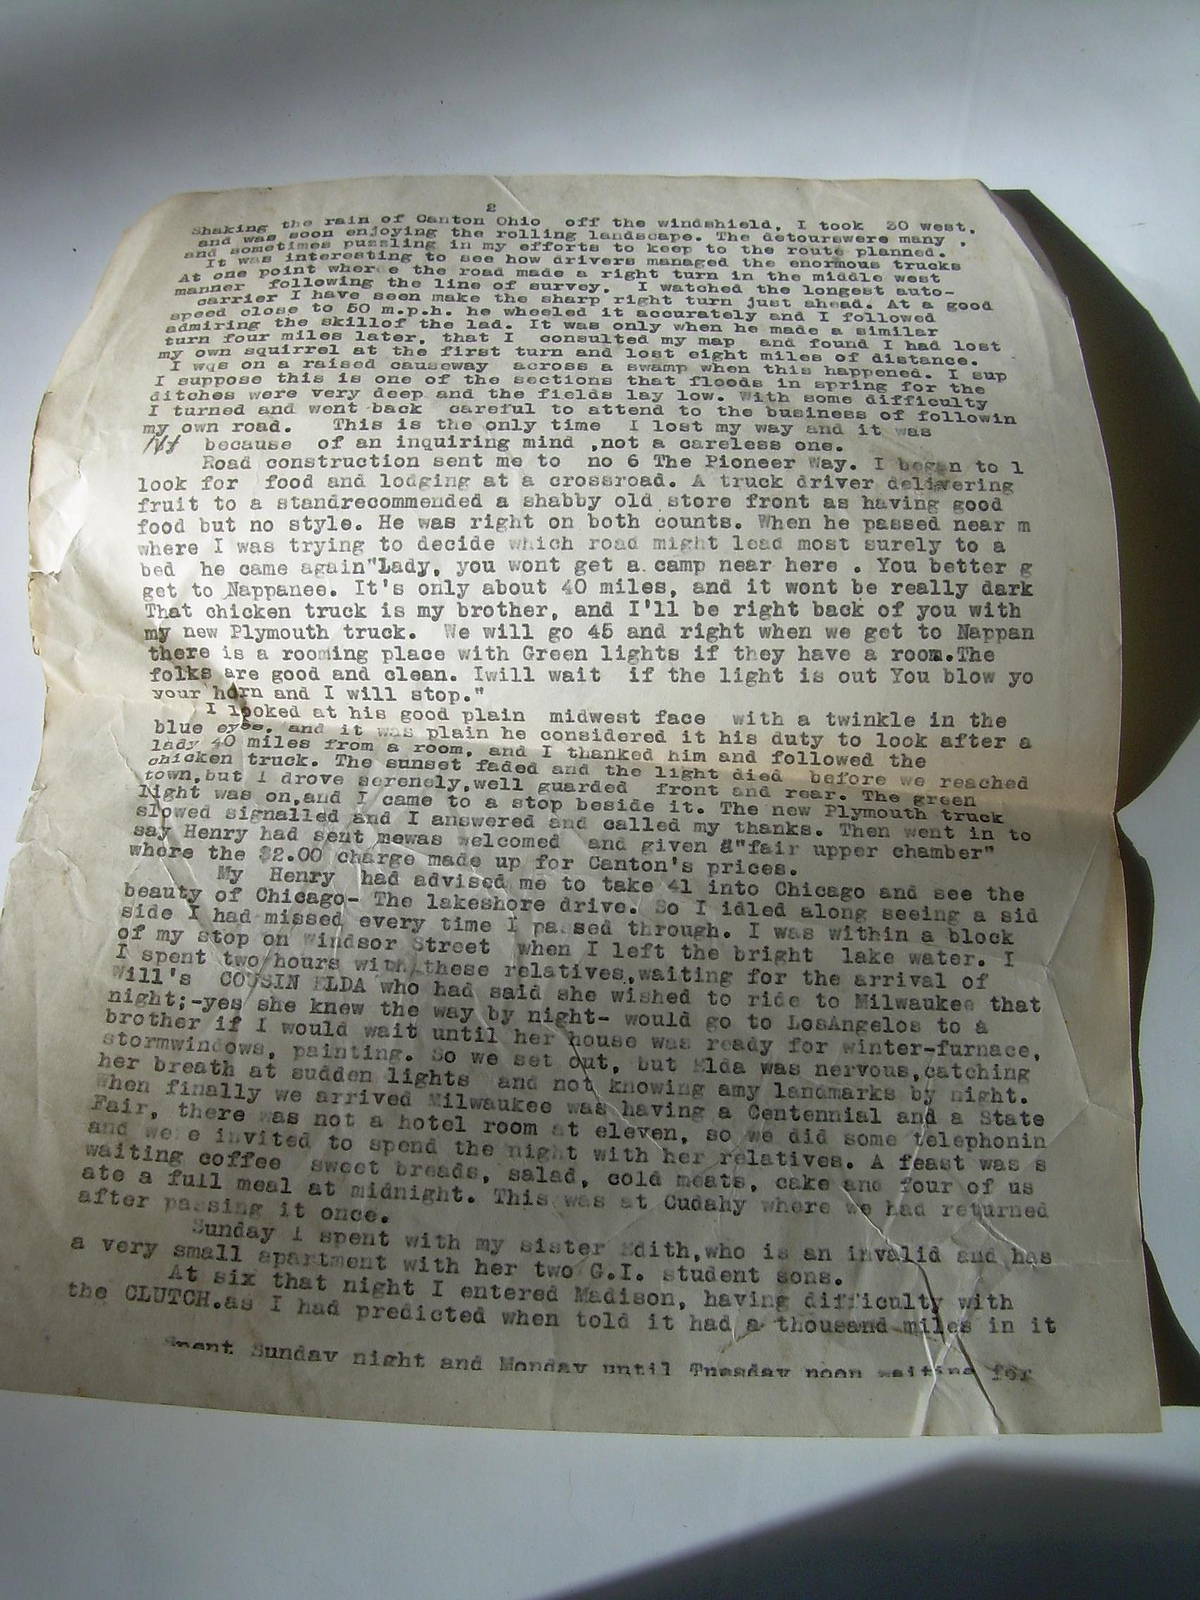 2
Shaking the rain of Canton Ohio off the windshield, I took 30 west.
and was soon enjoying the rolling landscape. The detourswere many ,
and sometimes puzzling in my efforts to keep to the route planned.
It was interesting to see how drivers managed the enormous trucks
At one point where the road made a right turn in the middle west
manner following the line of survey. I watched the longest auto-
carrier I have seen make the sharp right turn just ahead. At a good
speed close to 50 m.p.h. he wheeled it accurately and I followed
admiring the skillof the lad. It was only when he made a similar
turn four miles later, that I consulted my map and found I had lost
my own squirrel at the first turn and lost eight miles of distance.
I was on a raised causeway across a swamp when this happened. I sup
I suppose this is one of the sections that floods in spring for the
ditches were very deep and the fields lay low. With some difficulty
I turned and went back careful to attend to the business of followin
my own road. This is the only time I lost my way and it was
because of an inquiring mind ,not a careless one.
Road construction sent me to no 6 The Pioneer Way. I began to l
look for food and lodging at a crossroad. A truck driver delivering
fruit to a standrecommended a shabby old store front as having good
food but no style. He was right on both counts. When he passed near m
where I was trying to decide which road might lead most surely to a
bed he came again"Lady, you wont get a camp near here . You better g
get to Nappanee. It's only about 40 miles, and it wont be really dark
That chicken truck is my brother, and I'll be right back of you with
my new Plymouth truck. We will go 45 and right when we get to Nappan
there is a rooming place with Green lights if they have a room.The
folks are good and clean. Iwill wait if the light is out You blow yo
your horn and I will stop."
I looked at his good plain midwest face with a twinkle in the
blue eyes. and it was plain he considered it his duty to look after a
lady 40 miles from a room, and I thanked him and followed the
chicken truck. The sunset faded and the light died before we reached
town,but I drove serenely,well guarded front and rear. The green
light was on,and I came to a stop beside it. The new Plymouth truck
slowed signalled and I answered and called my thanks. Then went in to
say Henry had sent mewas welcomed and given a"fair upper chamber"
where the $2.00 charge made up for Canton's prices.
My Henry had advised me to take 41 into Chicago and see the
beauty of Chicago- The lakeshore drive. So I idled along seeing a sid
side I had missed every time I passed through. I was within a block
of my stop on Windsor Street when I left the bright lake water. I
I spent two hours with these relatives,waiting for the arrival of
Will's COUSIN ELDA who had said she wished to ride to Milwaukee that
night;-yes she knew the way by night- would go to LosAngelos to a
brother if I would wait until her house was ready for winter-furnace,
stormwindows, painting. So we set out, but Elda was nervous,catching
her breath at sudden lights and not knowing amy landmarks by night.
When finally we arrived Milwaukee was having a Centennial and a State
Fair, there was not a hotel room at eleven, so we did some telephonin
and were invited to spend the night with her relatives. A feast was s
waiting coffee sweet breads, salad, cold meats, cake and four of us
ate a full meal at midnight. This was at Cudahy where we had returned
after passing it once.
Sunday I spent with my sister Edith,who is an invalid and has
a very small apartment with her two G.I. student sons.
At six that night I entered Madison, having difficulty with
the CLUTCH.as I had predicted when told it had a thousand miles in it
Spent Sunday night and Monday until Tuesday noon waiting for